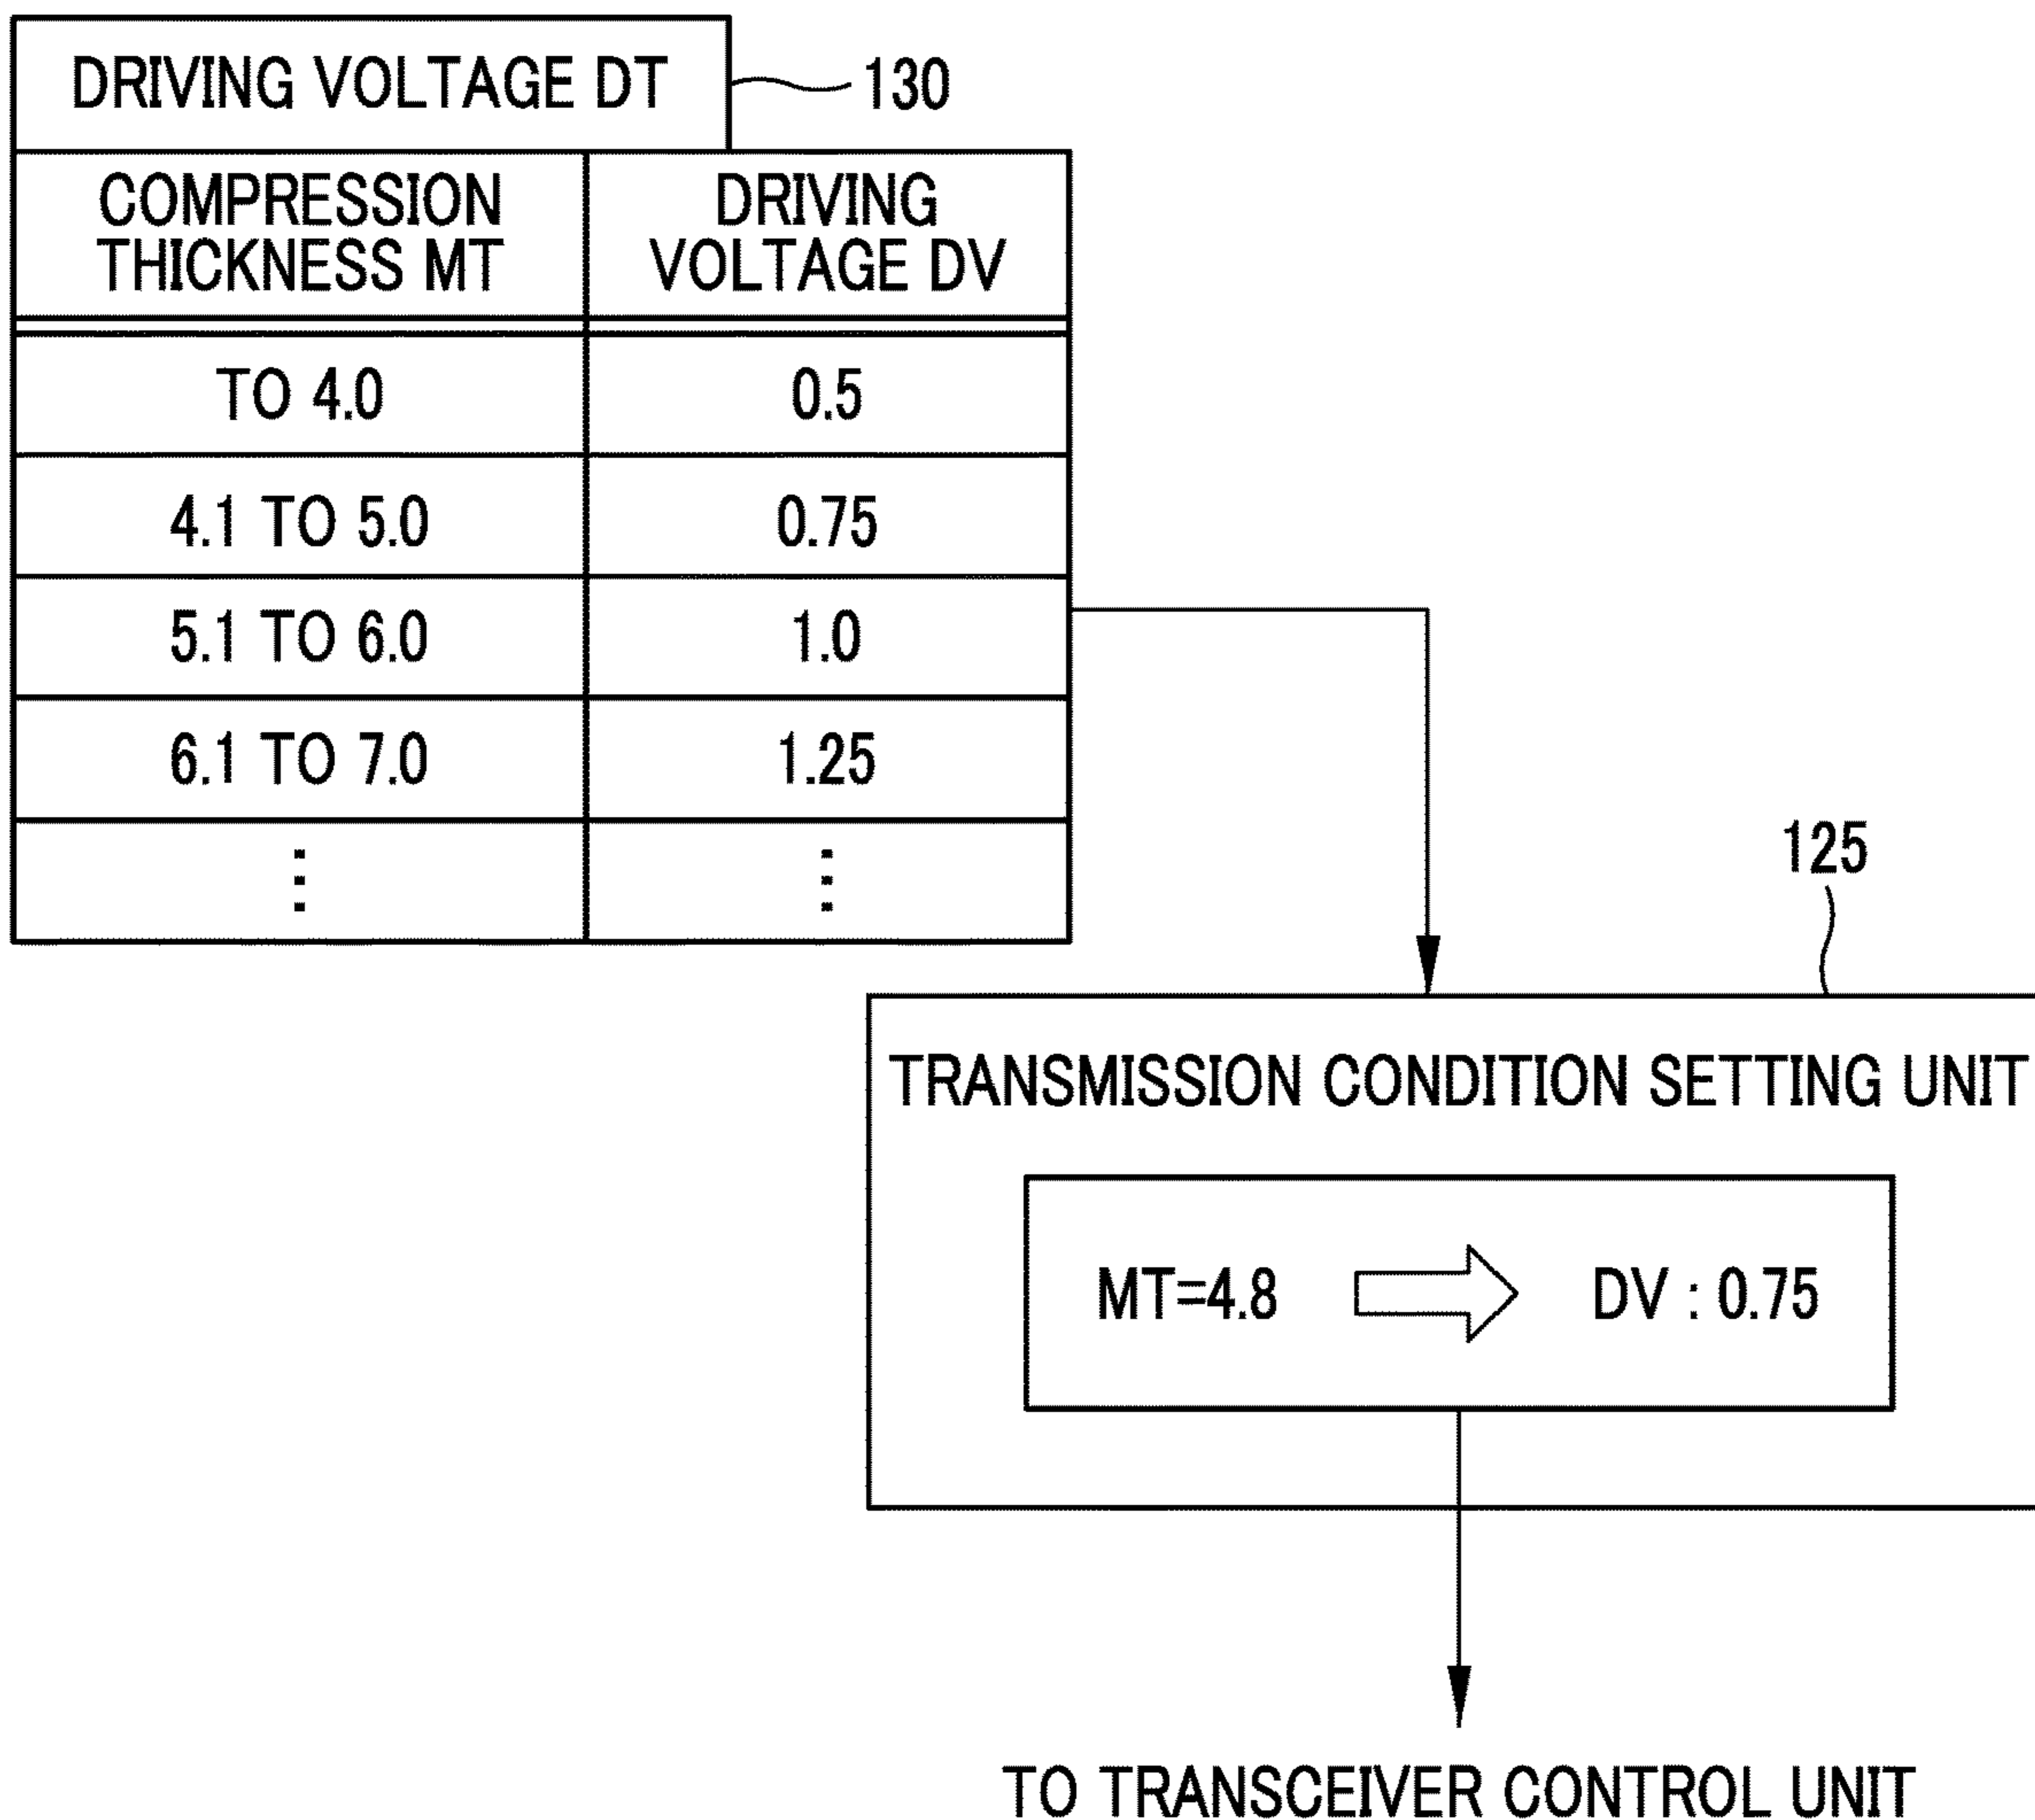 DRIVING VOLTAGE DT
130
COMPRESSION THICKNESS MT
DRIVING VOLTAGE DV
TO 4.0
0.5
4.1 TO 5.0
0.75
5.1 TO 6.0
1.0
6.1 TO 7.0
1.25
⋮
⋮
125
TRANSMISSION CONDITION SETTING UNIT
MT=4.8
DV : 0.75
TO TRANSCEIVER CONTROL UNIT